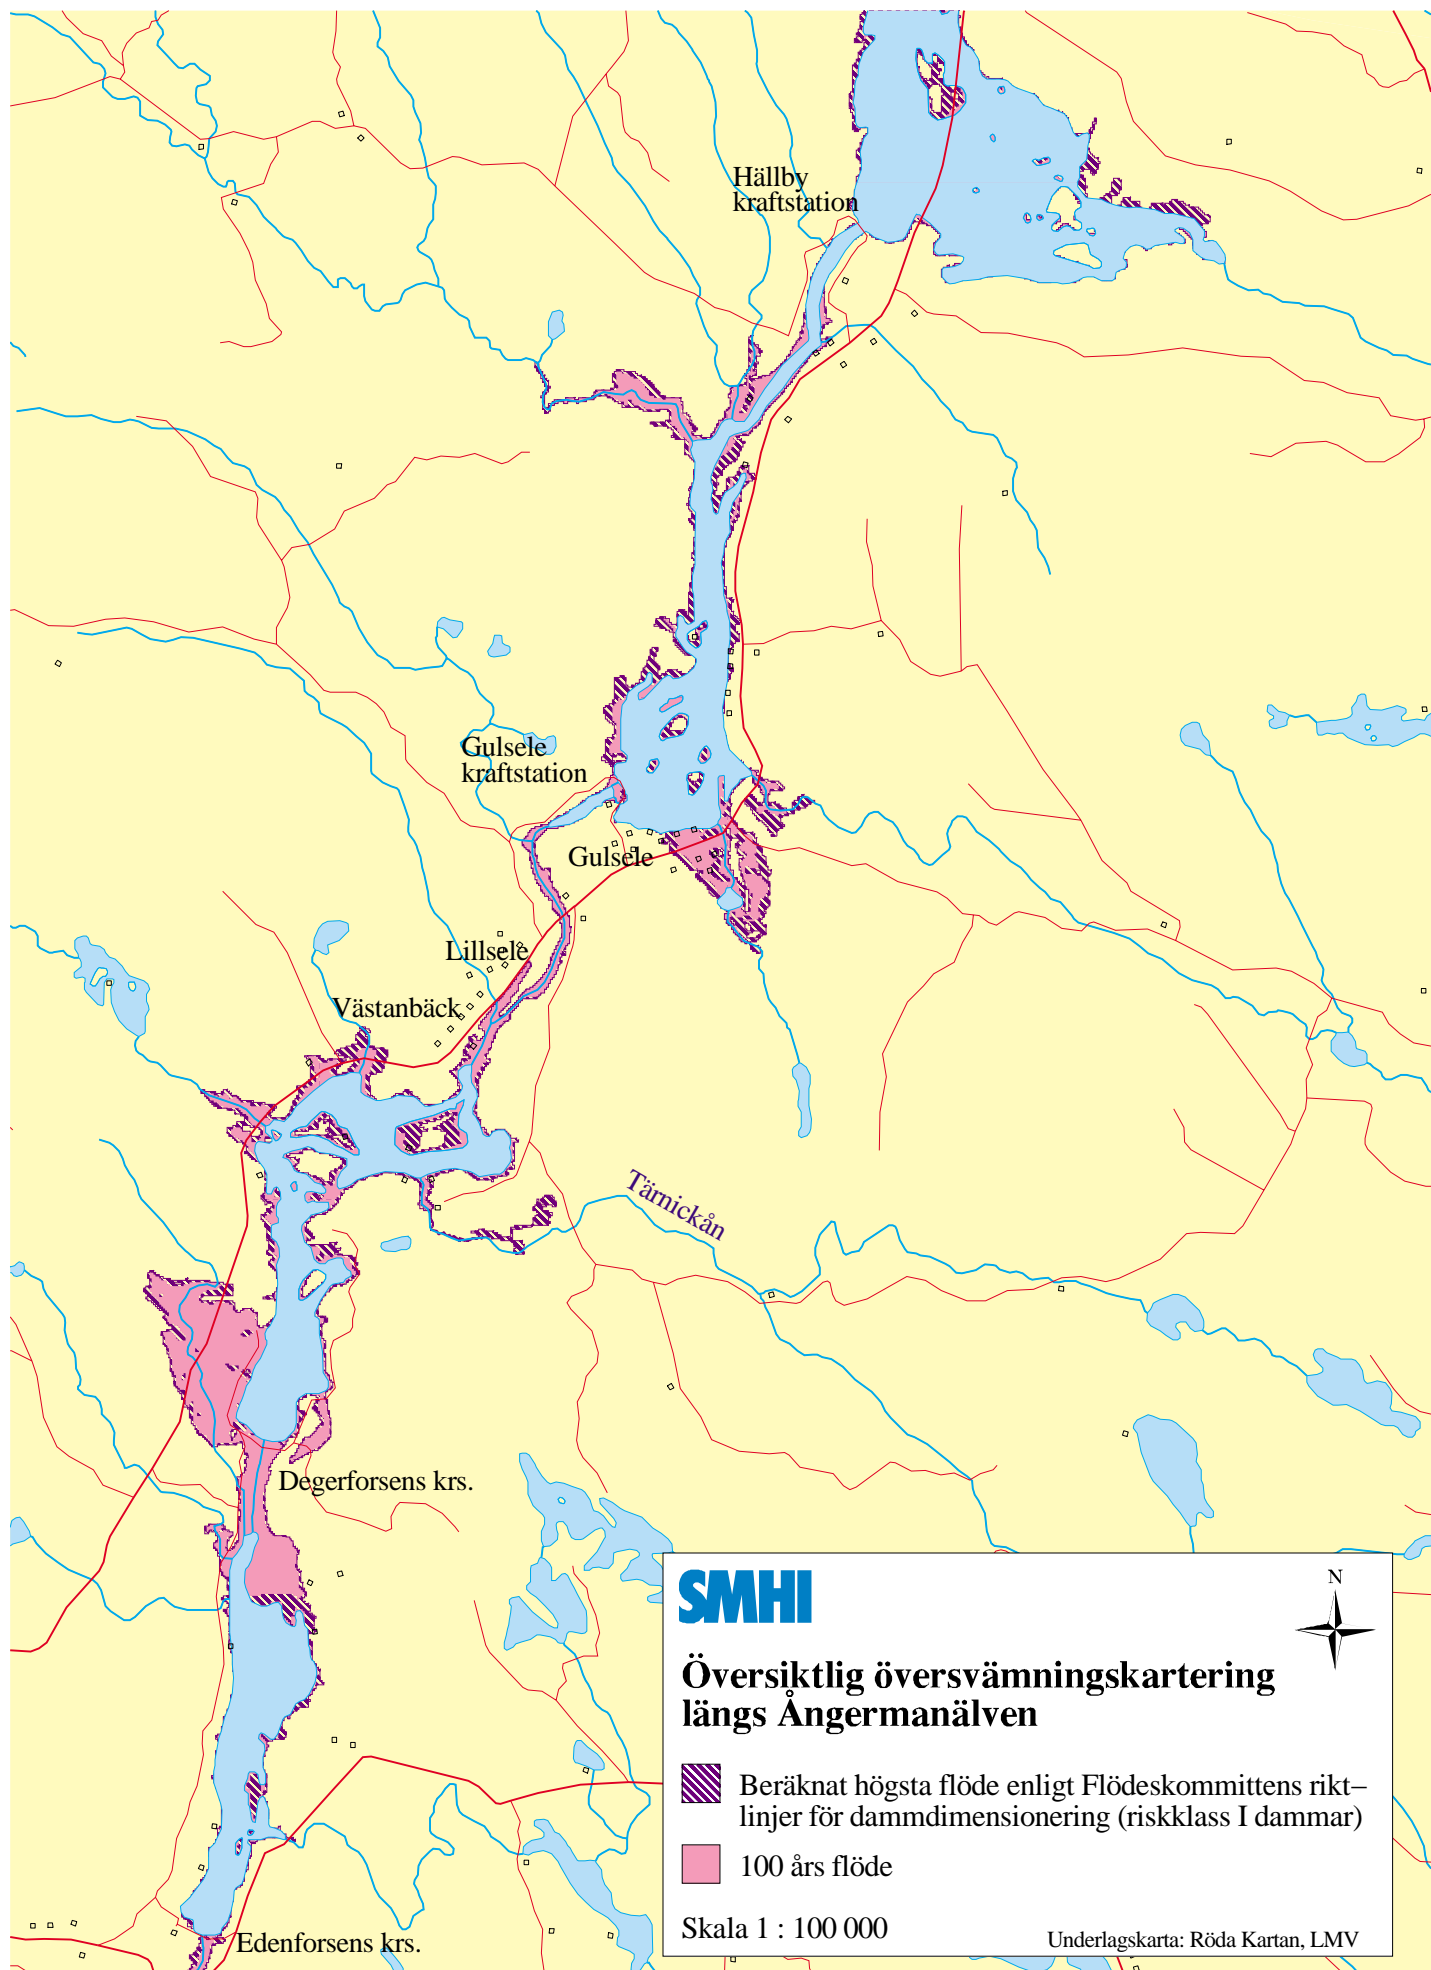 Hällby
kraftstation
Gulsele
kraftstation
Gulsele
Lillsele
Västanbäck
Tärnickån
Degerforsens krs.
Edenforsens krs.
SMHI
N
Översiktlig översvämningskartering
längs Ångermanälven
Beräknat högsta flöde enligt Flödeskommittens rikt–
linjer för dammdimensionering (riskklass I dammar)
100 års flöde
Skala 1 : 100 000
Underlagskarta: Röda Kartan, LMV